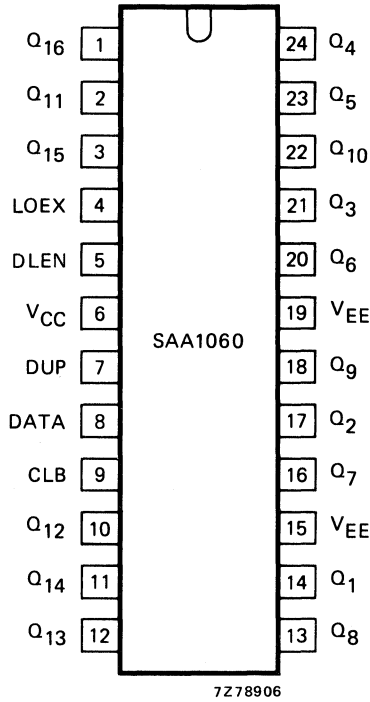 Q16 1 24 Q4
Q11 2 23 Q5
Q15 3 22 Q10
LOEX 4 21 Q3
DLEN 5 20 Q6
VCC 6 19 VEE
SAA1060
DUP 7 18 Q9
DATA 8 17 Q2
CLB 9 16 Q7
Q12 10 15 VEE
Q14 11 14 Q1
Q13 12 13 Q8
7Z78906